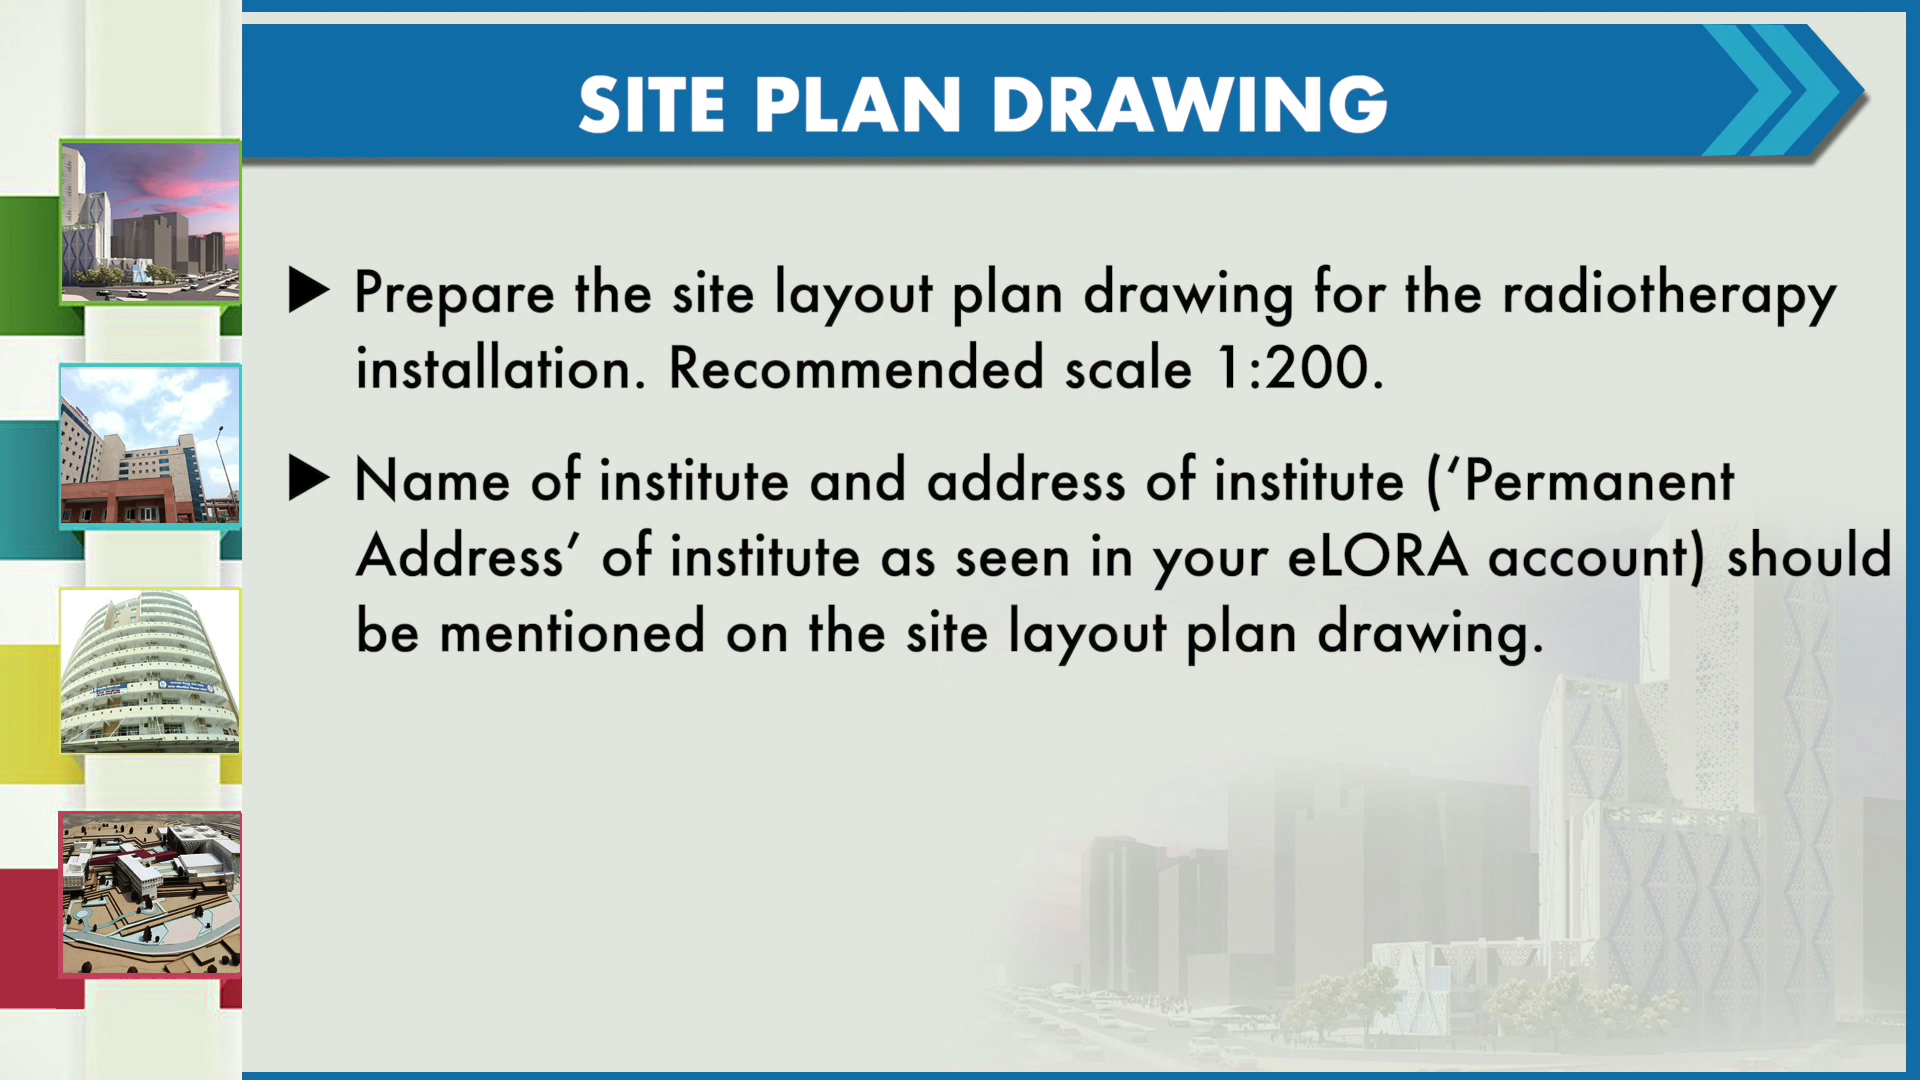 SITE PLAN DRAWING
▶ Prepare the site layout plan drawing for the radiotherapy
installation. Recommended scale 1:200.
▶ Name of institute and address of institute (‘Permanent
Address’ of institute as seen in your eLORA account) should
be mentioned on the site layout plan drawing.